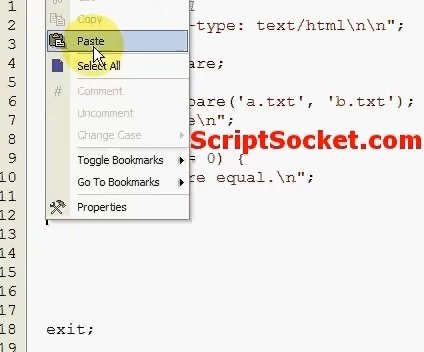 1
Copy
2 -type: text/html\n\n";
3 Paste
4 Select All are;
5
6 Comment pare('a.txt', 'b.txt');
7 Uncomment e\n";
Change Case
8 ScriptSocket.com
9 Toggle Bookmarks = 0) {
10 Go To Bookmarks re equal.\n";
11
12 Properties
13
14
15
16
17
18 exit;
19